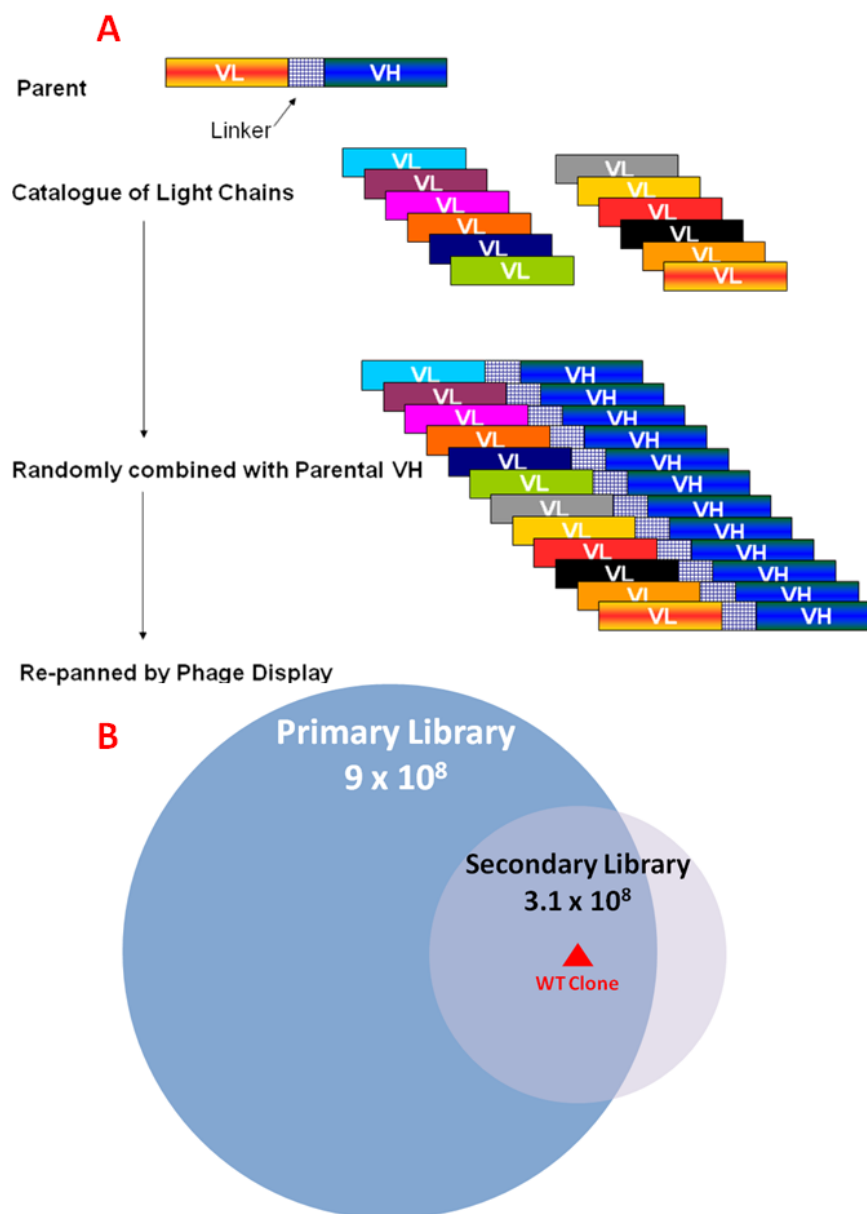 A
VL
VH
Parent
Linker
VL
VL
VL
VL
VL
VL
VL
VL
VL
VL
VL
VL
Catalogue of Light Chains
VL VH
VL VH
VL VH
VL VH
VL VH
VL VH
VL VH
VL VH
VL VH
VL VH
VL VH
VL VH
Randomly combined with Parental VH
Re-panned by Phage Display
B
Primary Library
9 x 10⁸
Secondary Library
3.1 x 10⁸
WT Clone